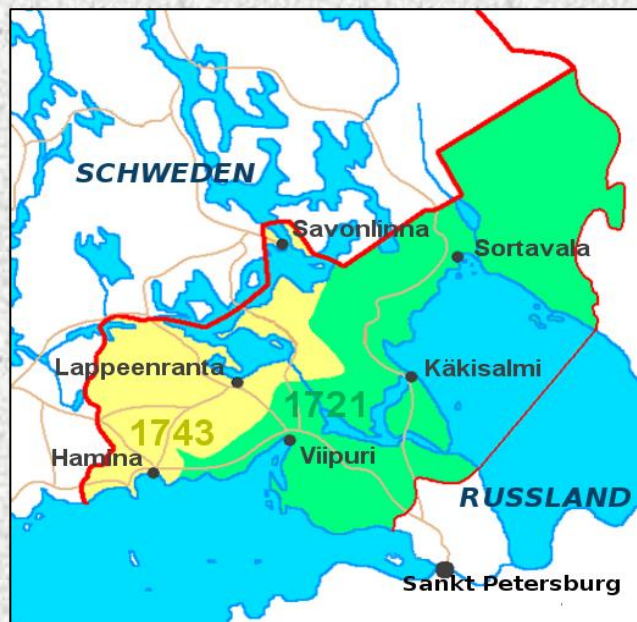 SCHWEDEN
Savonlinna
Sortavala
Lappeenranta
Käkisalmi
1721
1743
Hamina
Viipuri
RUSSLAND
Sankt Petersburg